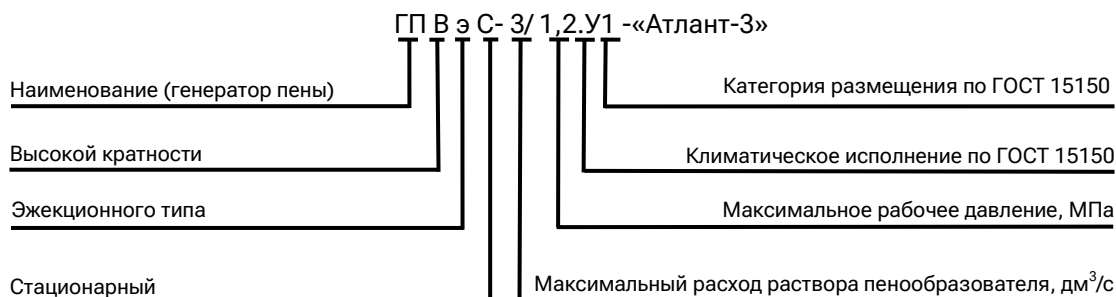 ГП В э С- 3/ 1,2.У1 -«Атлант-3»
Наименование (генератор пены)
Категория размещения по ГОСТ 15150
Высокой кратности
Климатическое исполнение по ГОСТ 15150
Эжекционного типа
Максимальное рабочее давление, МПа
Стационарный
Максимальный расход раствора пенообразователя, дм³/с